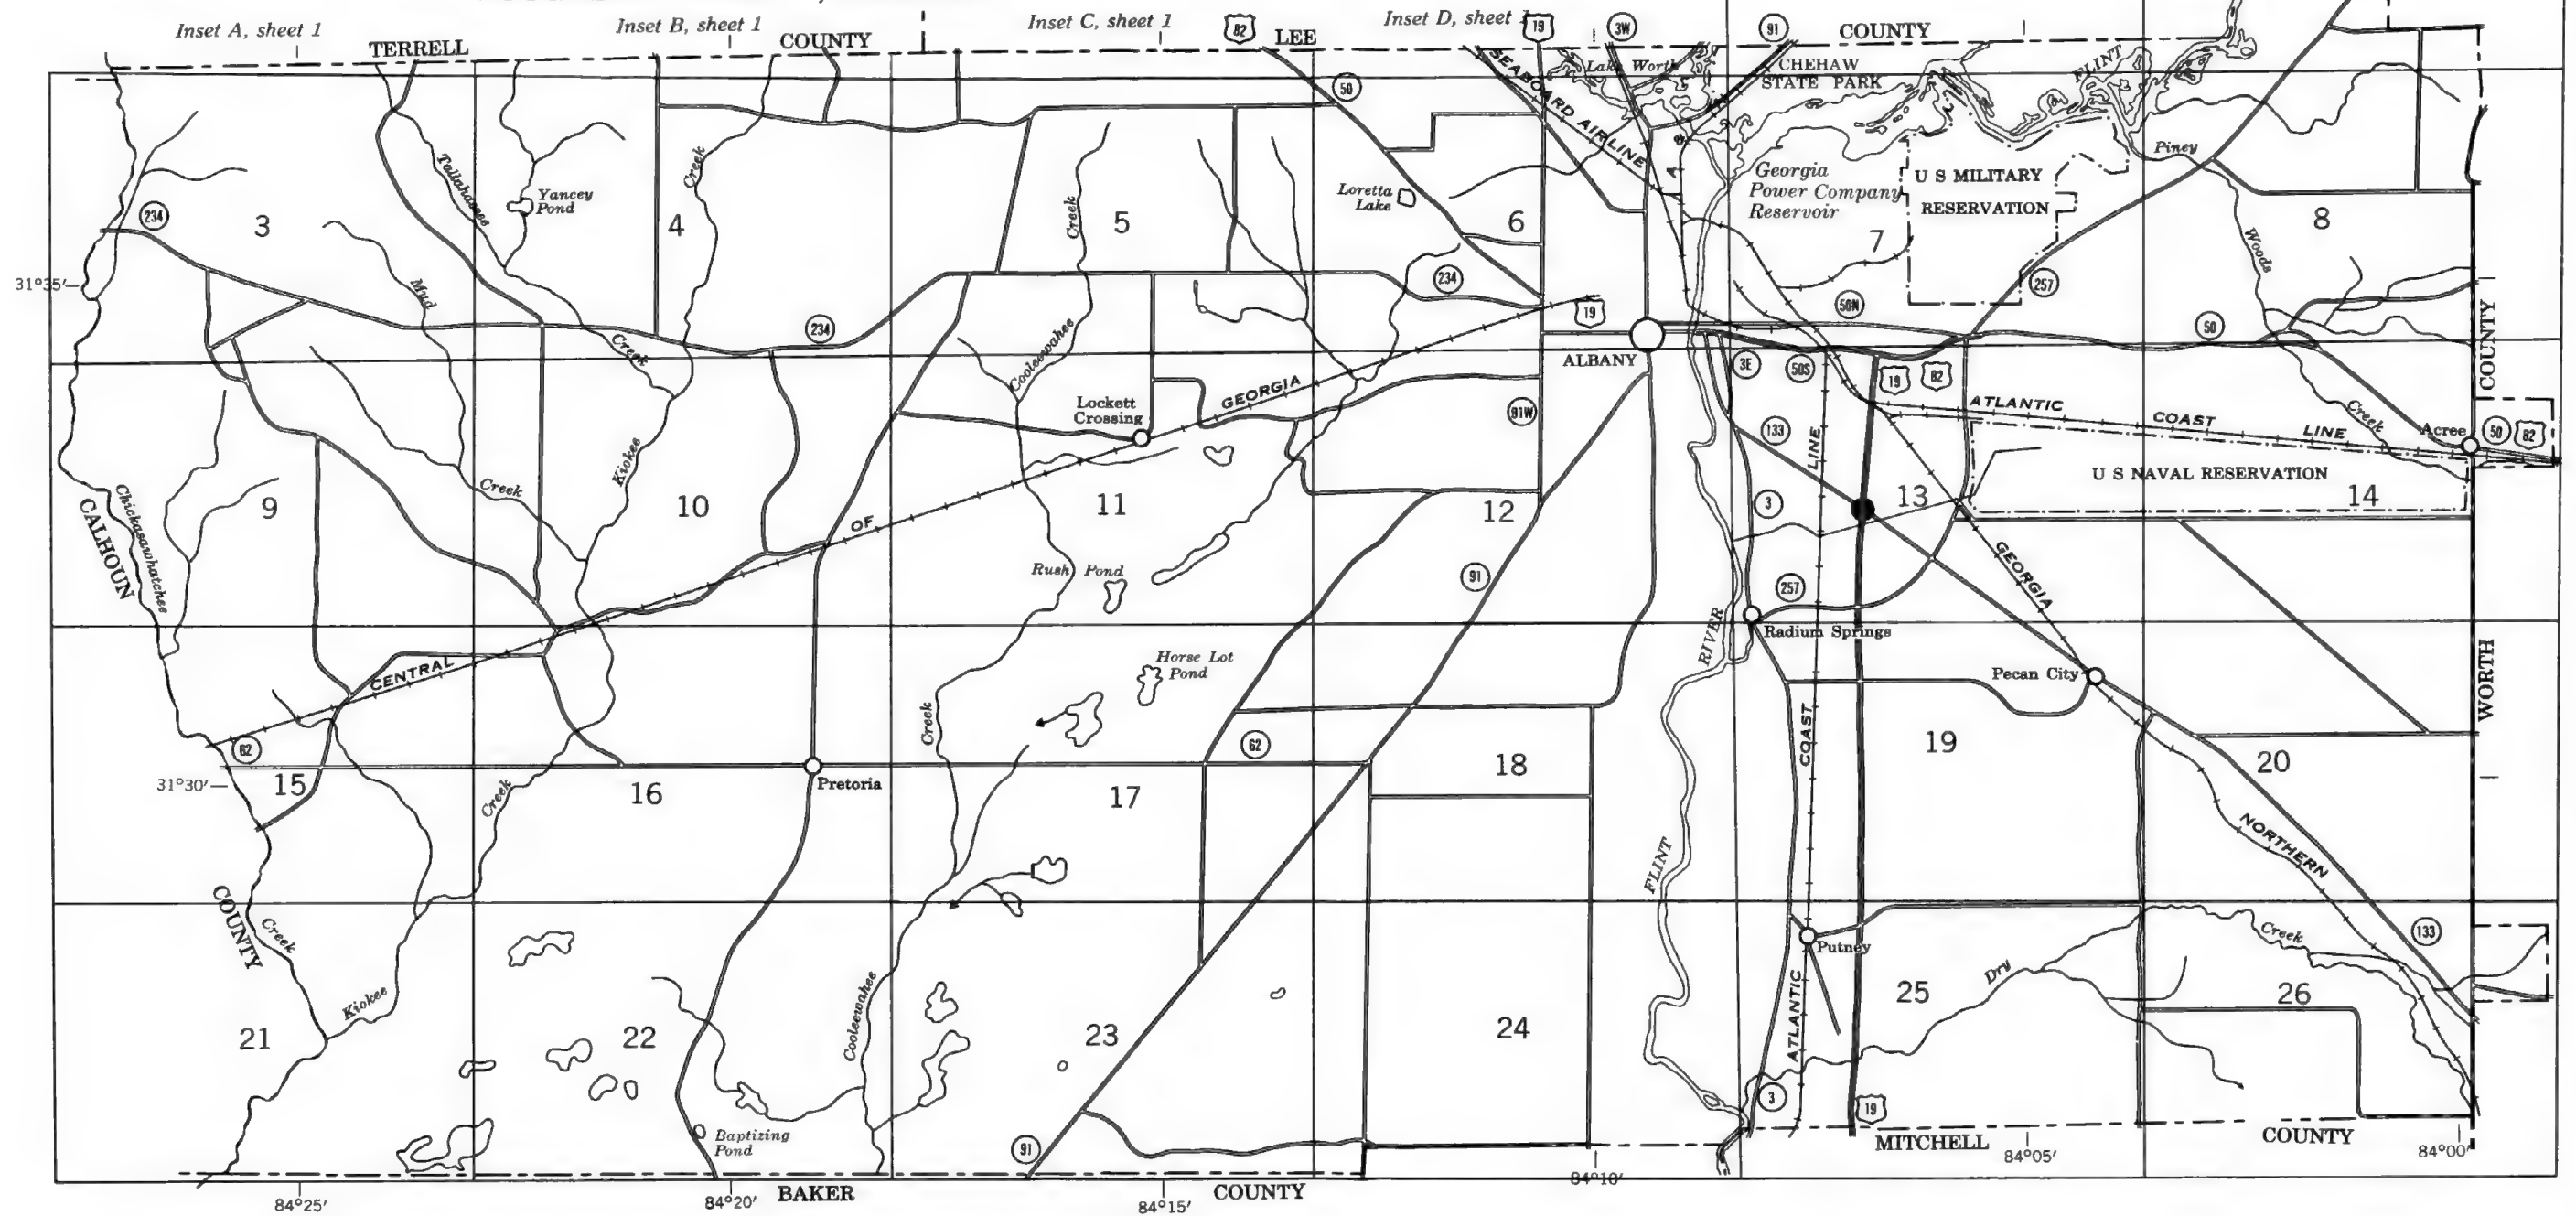 Inset A, sheet 1
Inset B, sheet 1
Inset C, sheet 1
Inset D, sheet
TERRELL
COUNTY
82
LEE
19
3W
91
COUNTY
50
SEABOARD AIRLINE
Lake Worth
CHEHAW
STATE PARK
FLINT
Tallahassee
Yancey
Pond
Creek
Creek
Loretta
Lake
Georgia
Power Company
Reservoir
U S MILITARY
RESERVATION
Piney
Woods
234
3
4
5
6
7
8
31°35′
Mud
Creek
234
Cooleewahee
234
19
50N
257
50
COUNTY
ALBANY
Lockett
Crossing
GEORGIA
91W
3E
50S
19
82
ATLANTIC
COAST
LINE
Creek
Acree
50
82
133
LINE
U S NAVAL RESERVATION
CALHOUN
Chickasawhatchee
9
Creek
Kiokee
10
OF
11
12
3
13
14
Rush Pond
91
257
GEORGIA
RIVER
Radium Springs
CENTRAL
Horse Lot
Pond
Pecan City
WORTH
62
Creek
62
COAST
31°30′
15
Creek
16
Pretoria
17
18
19
20
NORTHERN
FLINT
COUNTY
Creek
Putney
Creek
133
Kiokee
Cooleewahee
ATLANTIC
Dry
21
22
23
24
25
26
3
19
Baptizing
Pond
91
MITCHELL
COUNTY
84°25′
84°20′
BAKER
84°15′
COUNTY
84°10′
84°05′
84°00′